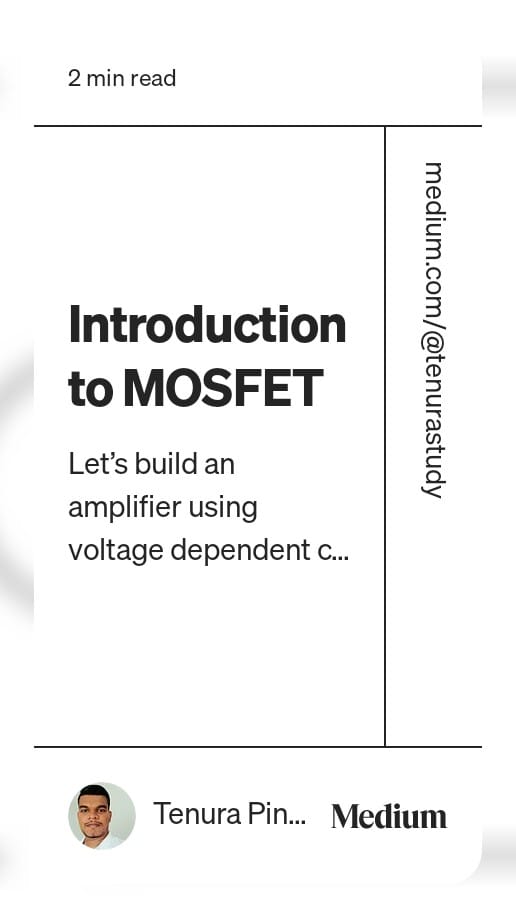 2 min read
Introduction
to MOSFET
Let’s build an
amplifier using
voltage dependent c...
medium.com/@tenurastudy
Tenura Pin...
Medium